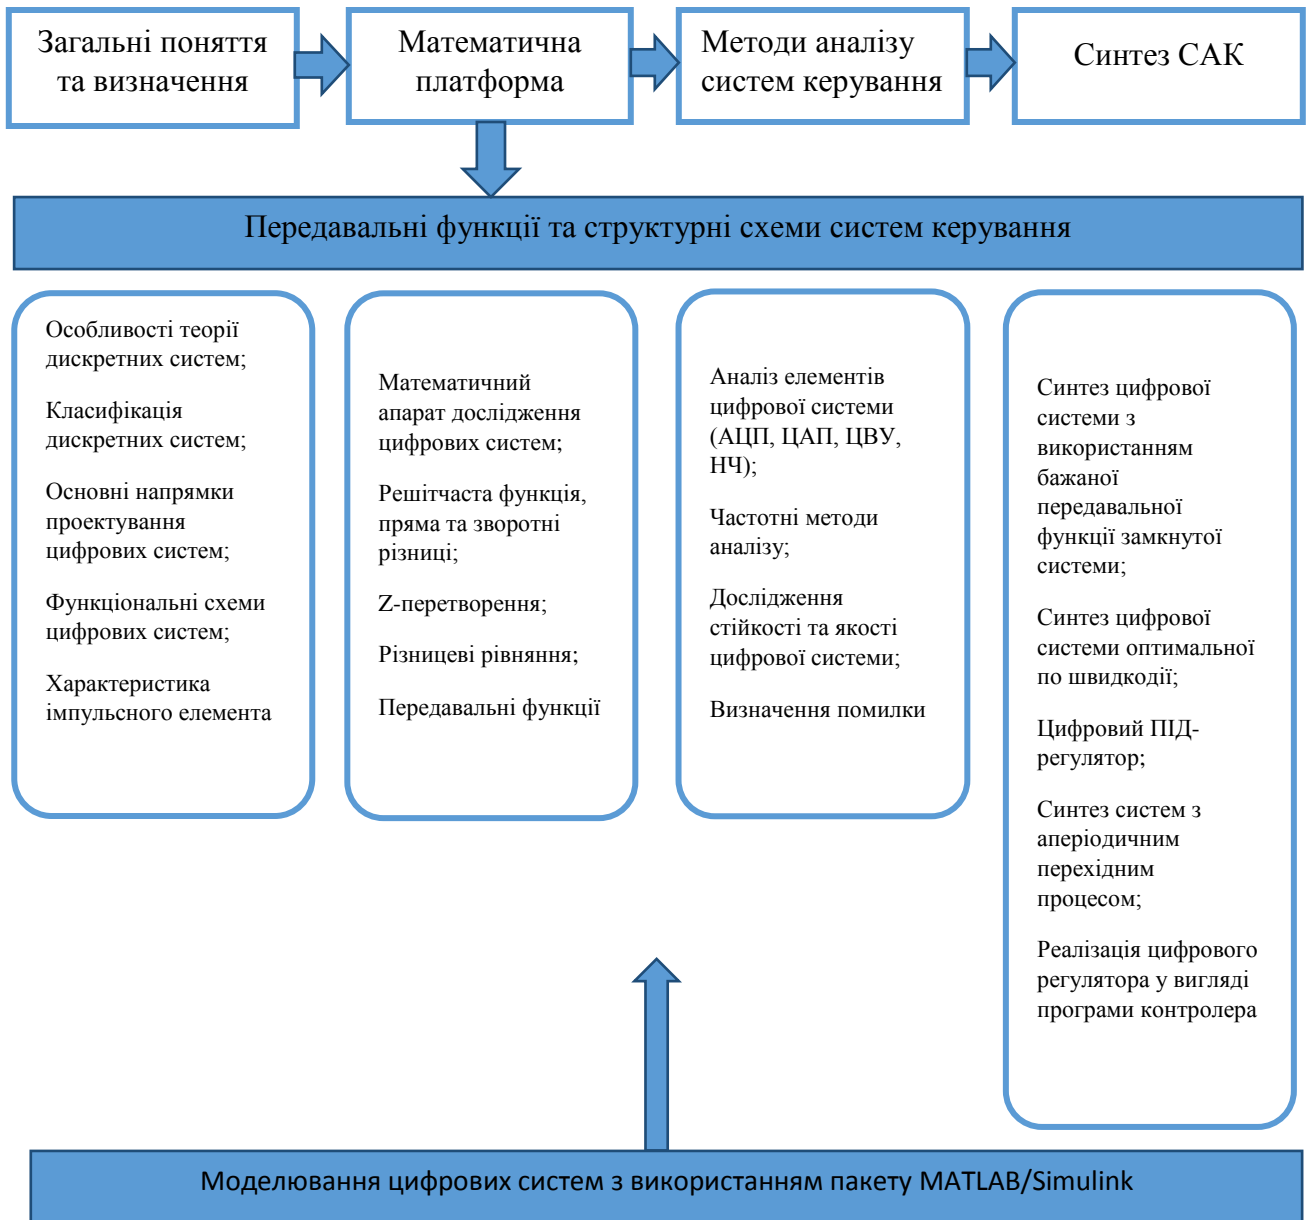 Загальні поняття
та визначення
Математична
платформа
Методи аналізу
систем керування
Синтез САК
Передавальні функції та структурні схеми систем керування
Особливості теорії
дискретних систем;
Класифікація
дискретних систем;
Основні напрямки
проектування
цифрових систем;
Функціональні схеми
цифрових систем;
Характеристика
імпульсного елемента
Математичний
апарат дослідження
цифрових систем;
Решітчаста функція,
пряма та зворотні
різниці;
Z-перетворення;
Різницеві рівняння;
Передавальні функції
Аналіз елементів
цифрової системи
(АЦП, ЦАП, ЦВУ,
НЧ);
Частотні методи
аналізу;
Дослідження
стійкості та якості
цифрової системи;
Визначення помилки
Синтез цифрової
системи з
використанням
бажаної
передавальної
функції замкнутої
системи;
Синтез цифрової
системи оптимальної
по швидкодії;
Цифровий ПІД-
регулятор;
Синтез систем з
аперіодичним
перехідним
процесом;
Реалізація цифрового
регулятора у вигляді
програми контролера
Моделювання цифрових систем з використанням пакету MATLAB/Simulink